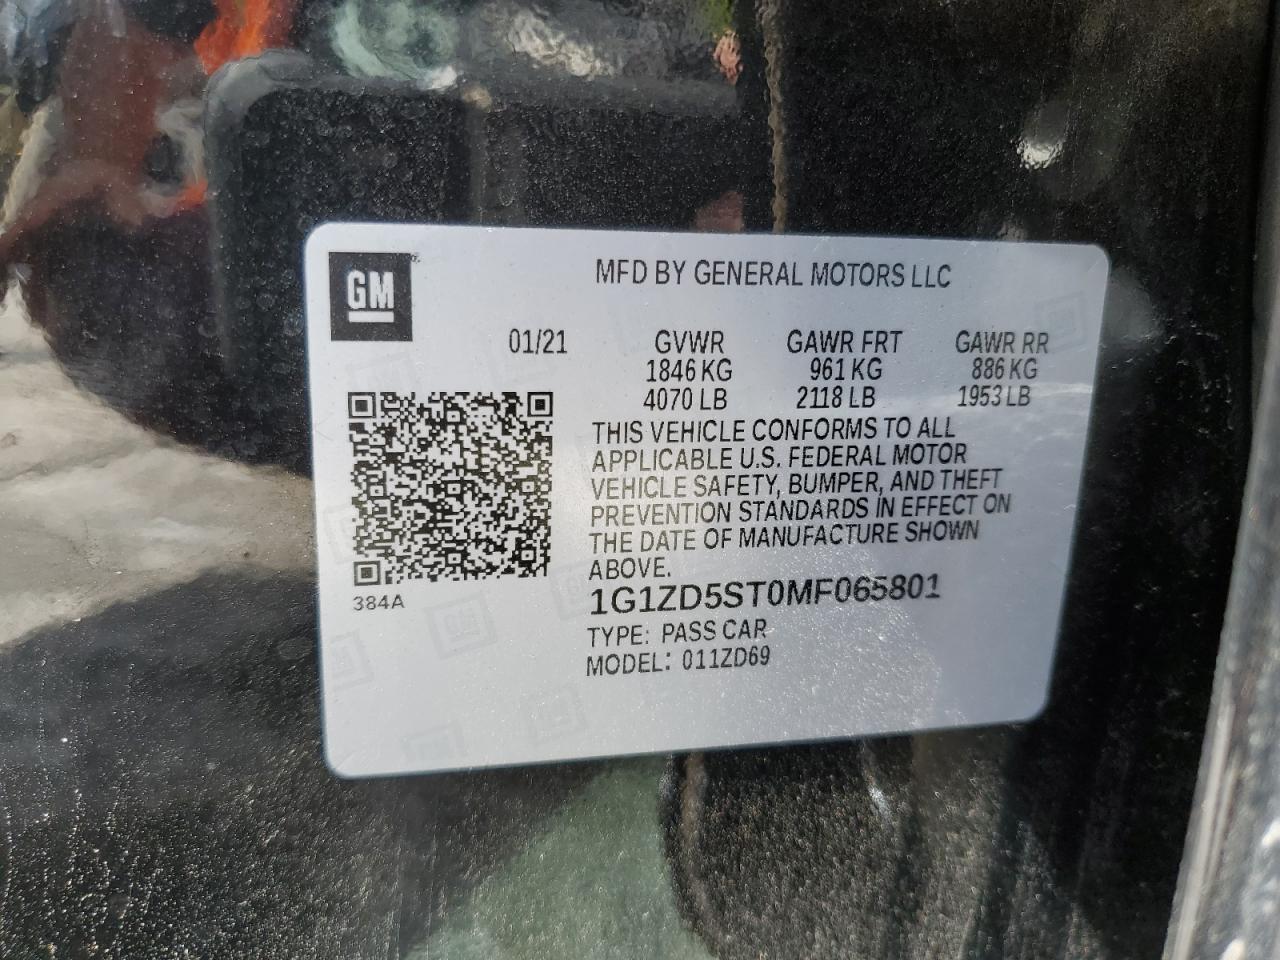 GM
MFD BY GENERAL MOTORS LLC
01/21 GVWR GAWR FRT GAWR RR
1846 KG 961 KG 886 KG
4070 LB 2118 LB 1953 LB
THIS VEHICLE CONFORMS TO ALL
APPLICABLE U.S. FEDERAL MOTOR
VEHICLE SAFETY, BUMPER, AND THEFT
PREVENTION STANDARDS IN EFFECT ON
THE DATE OF MANUFACTURE SHOWN
ABOVE.
384A
1G1ZD5ST0MF065801
TYPE: PASS CAR
MODEL: 011ZD69